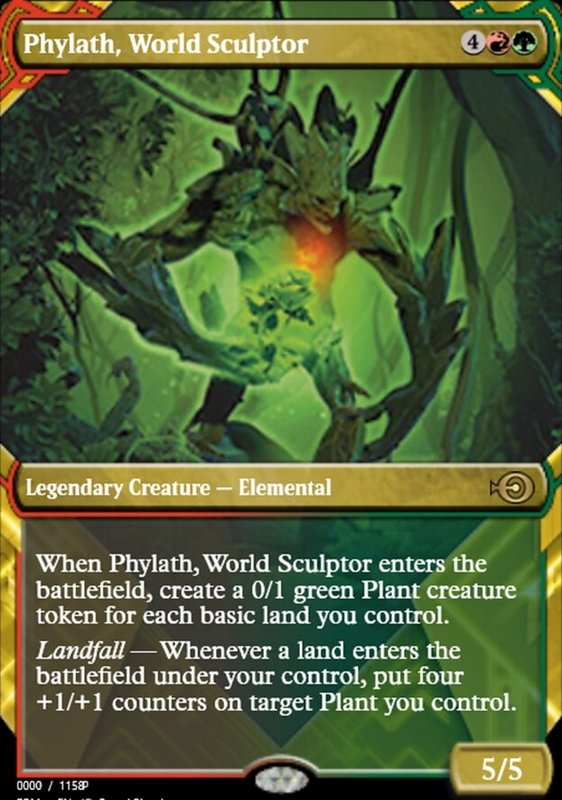 Phylath, World Sculptor 4
Legendary Creature — Elemental
When Phylath, World Sculptor enters the
battlefield, create a 0/1 green Plant creature
token for each basic land you control.
Landfall — Whenever a land enters the
battlefield under your control, put four
+1/+1 counters on target Plant you control.
5/5
0000 / 1158P